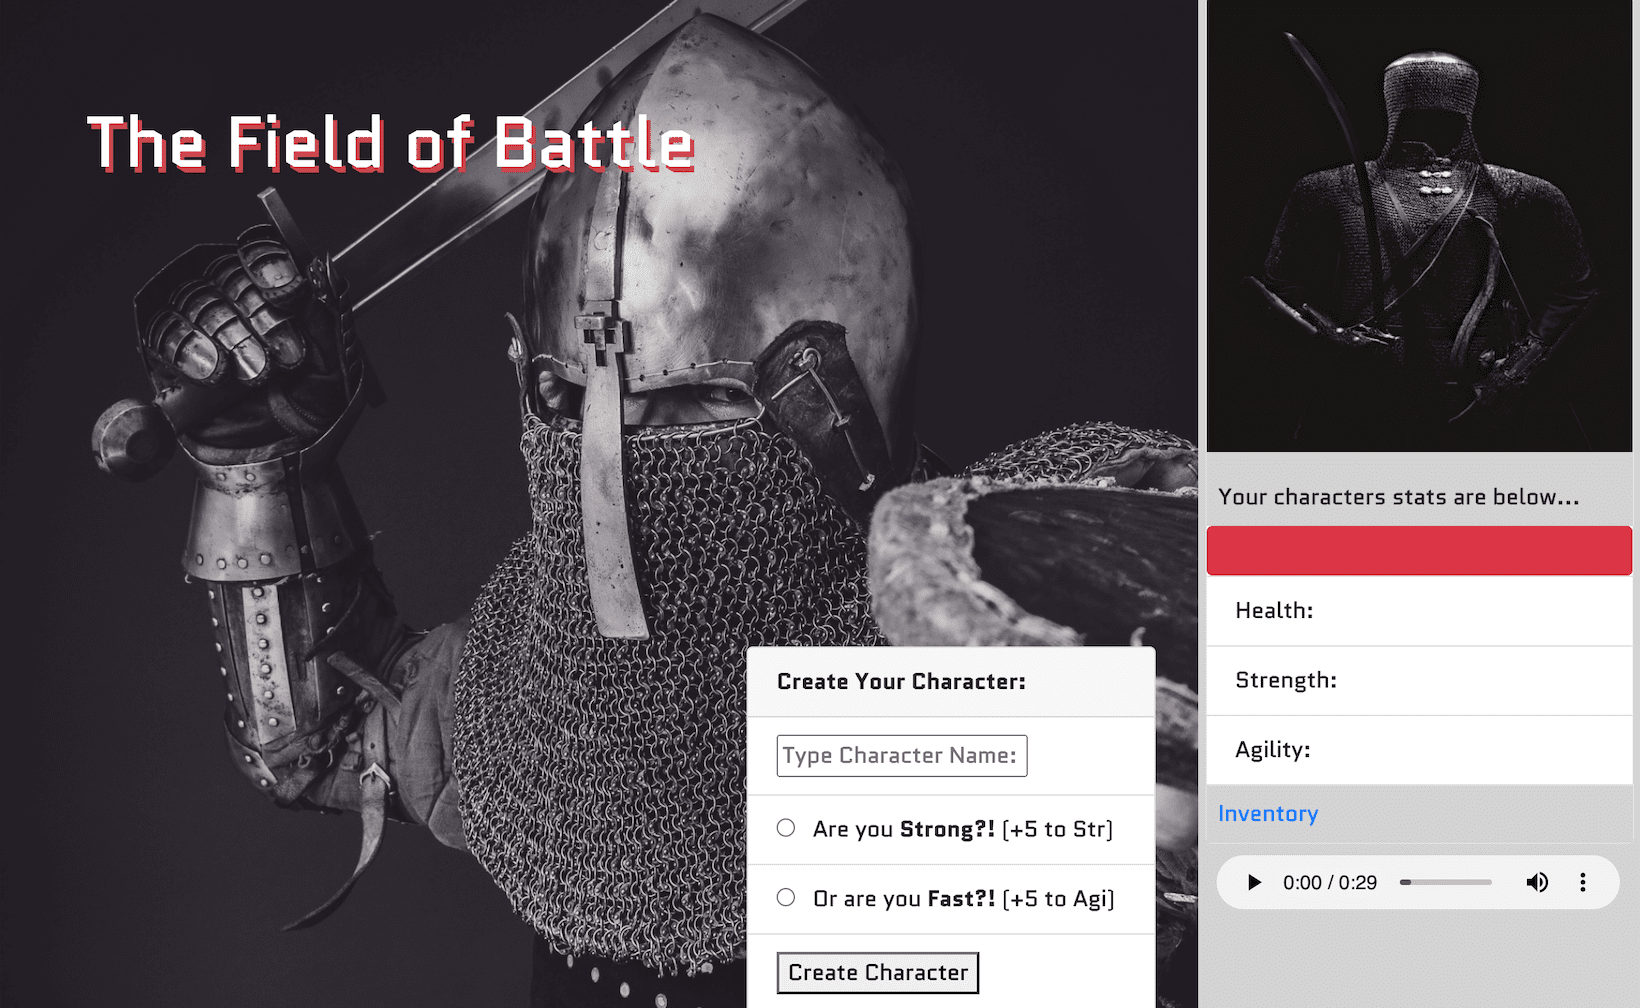 The Field of Battle
Create Your Character:
Type Character Name:
Are you Strong?! (+5 to Str)
Or are you Fast?! (+5 to Agi)
Create Character
Your characters stats are below...
Health:
Strength:
Agility:
Inventory
0:00 / 0:29